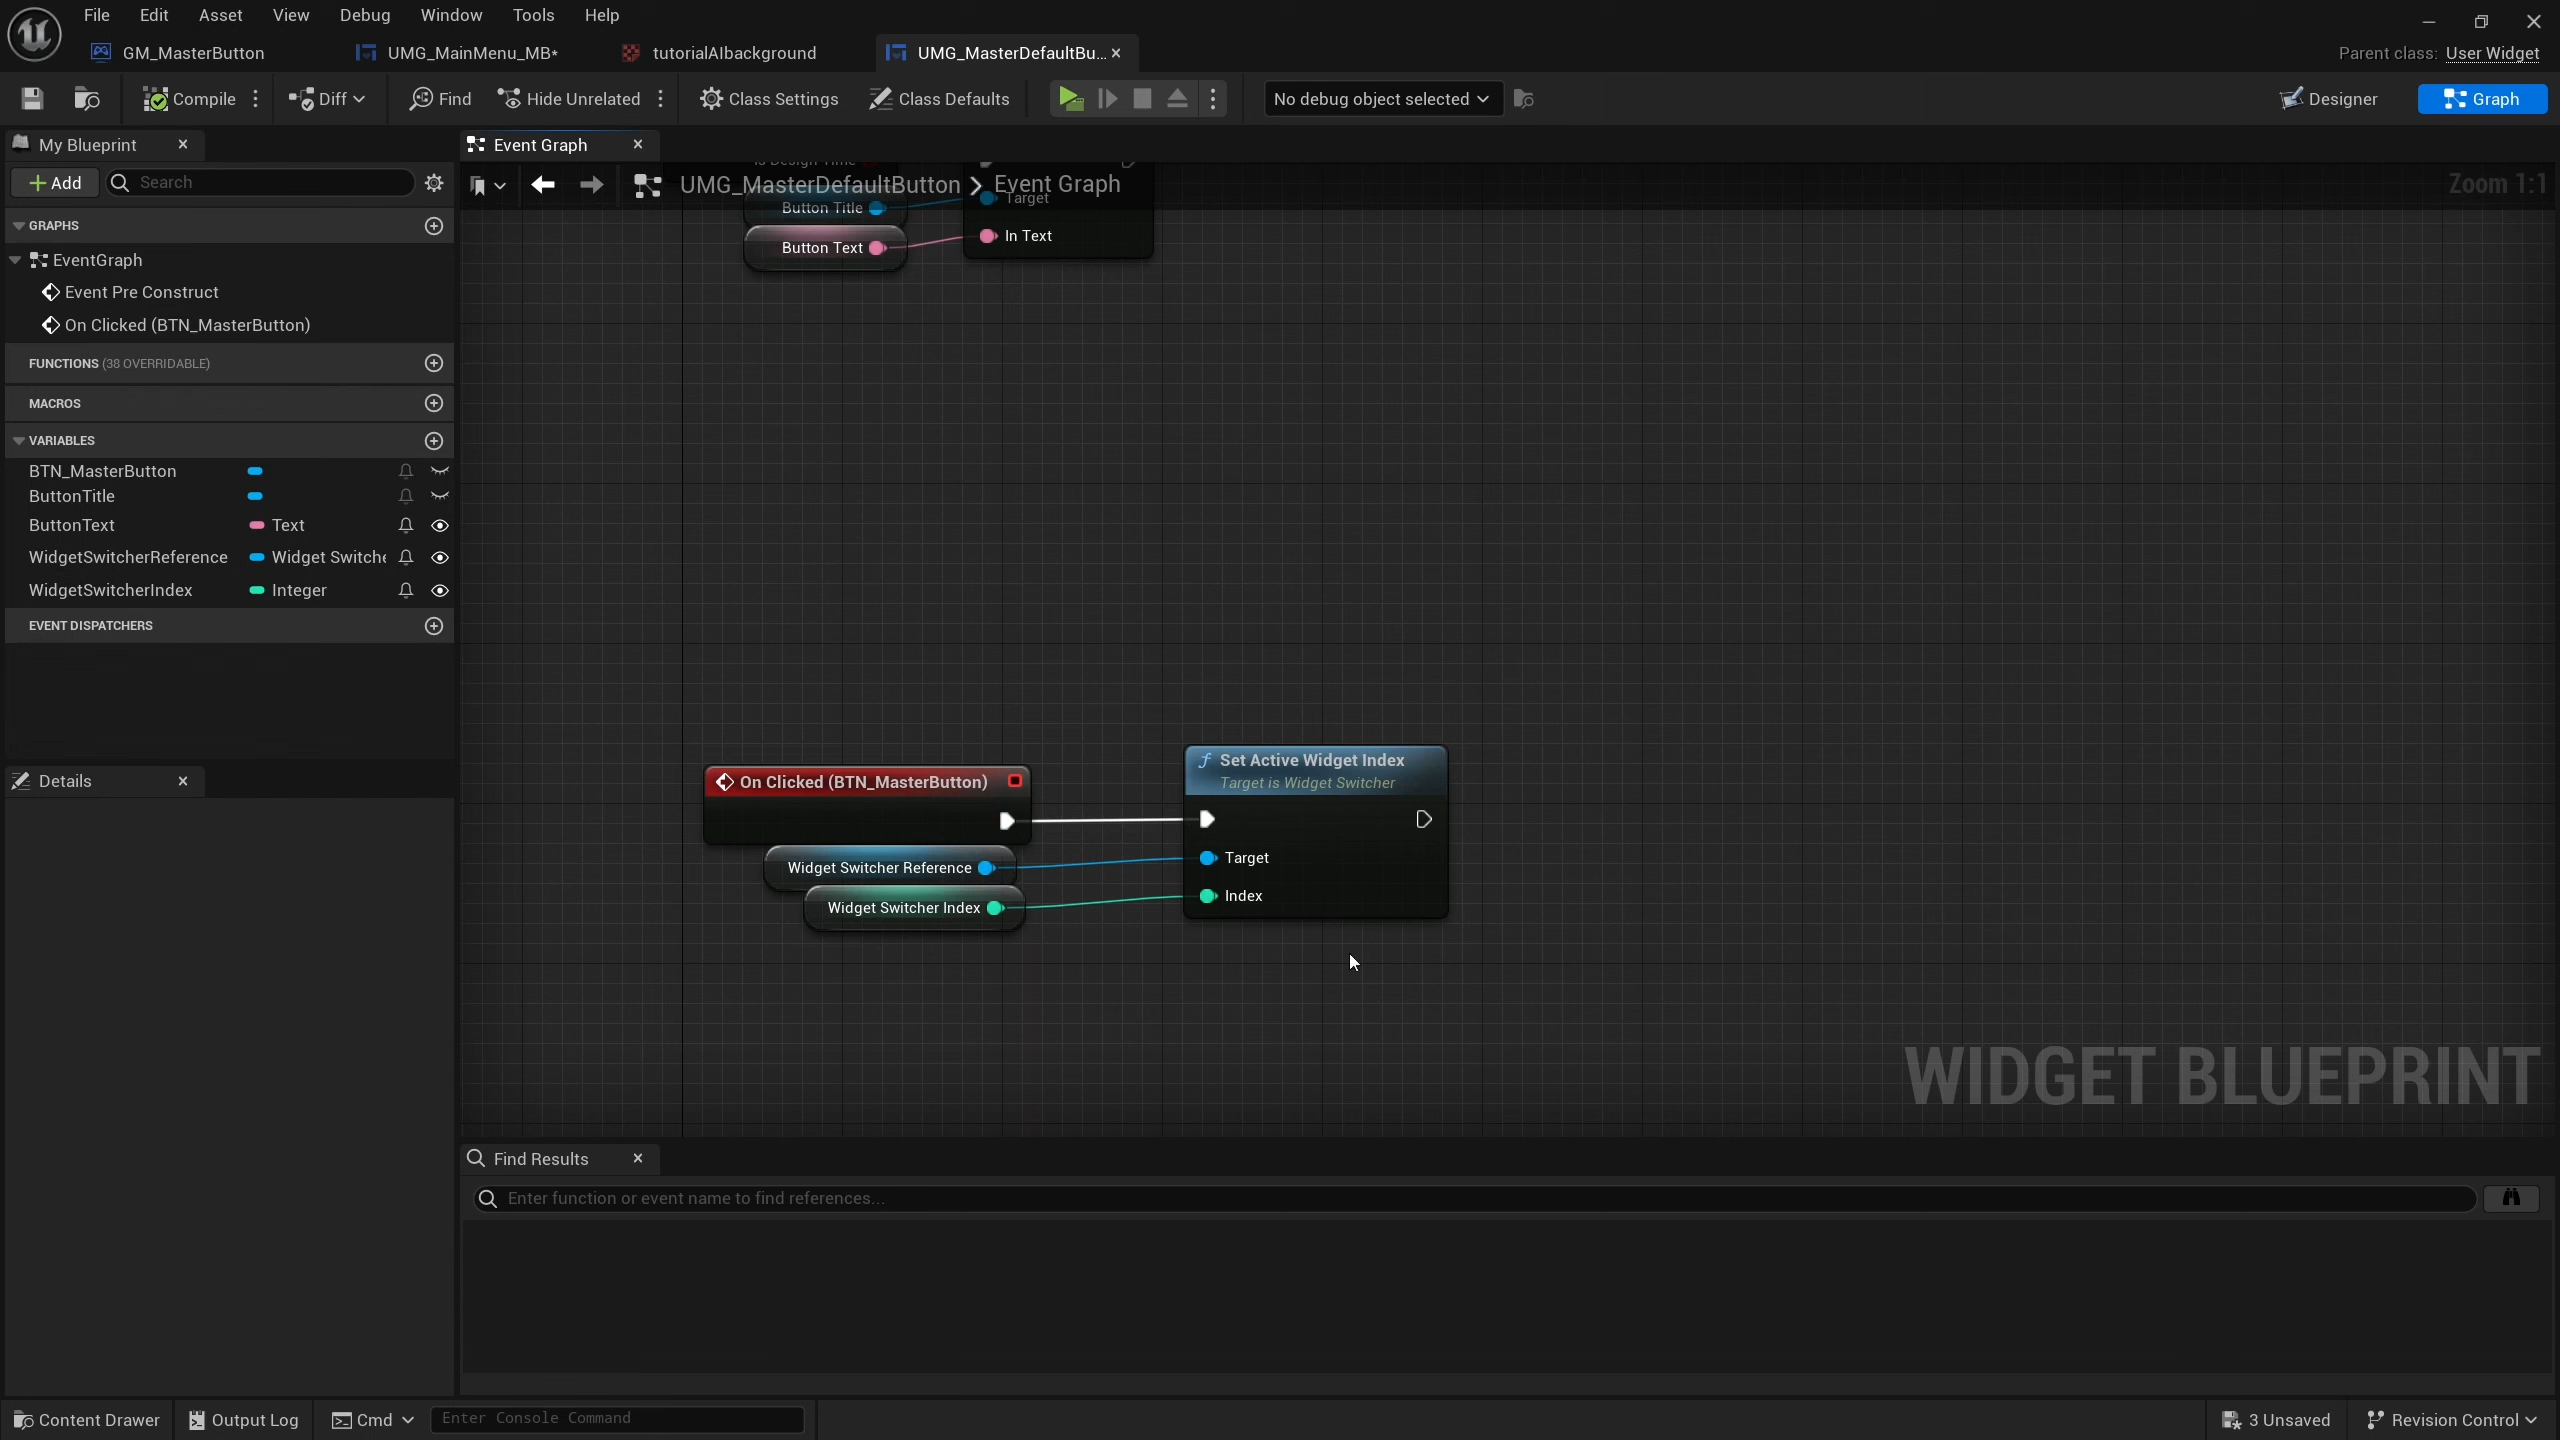 File Edit Asset View Debug Window Tools Help
GM_MasterButton UMG_MainMenu_MB* tutorialAIbackground UMG_MasterDefaultBu... Parent class: User Widget
Compile Diff Find Hide Unrelated Class Settings Class Defaults No debug object selected Designer Graph
My Blueprint Event Graph
Add Search UMG_MasterDefaultButton > Event Graph Zoom 1:1
Is Design Time
Button Title Target
Button Text In Text
GRAPHS
EventGraph
Event Pre Construct
On Clicked (BTN_MasterButton)
FUNCTIONS (38 OVERRIDABLE)
MACROS
VARIABLES
BTN_MasterButton
ButtonTitle
ButtonText Text
WidgetSwitcherReference Widget Switche
WidgetSwitcherIndex Integer
EVENT DISPATCHERS
Details
Set Active Widget Index
Target is Widget Switcher
On Clicked (BTN_MasterButton)
Widget Switcher Reference Target
Widget Switcher Index Index
WIDGET BLUEPRINT
Find Results
Enter function or event name to find references...
Content Drawer Output Log Cmd Enter Console Command 3 Unsaved Revision Control